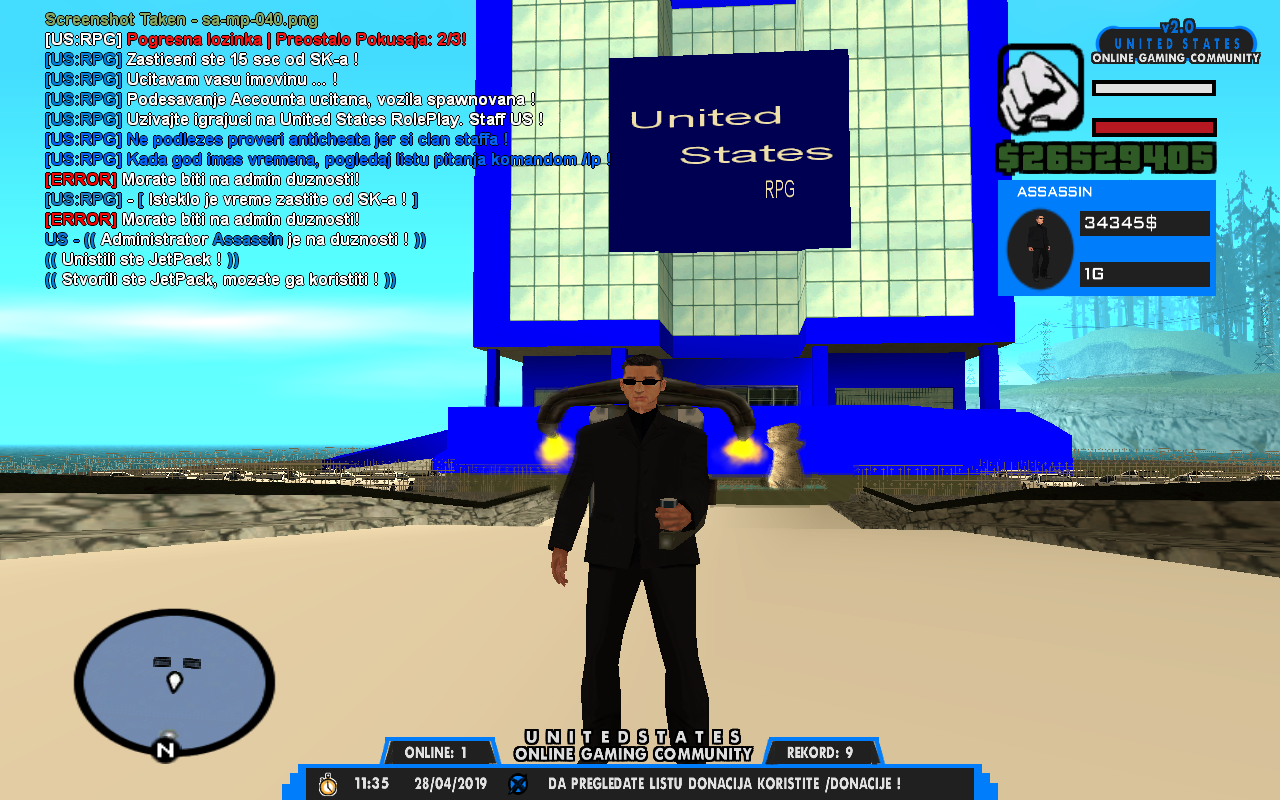 Screenshot Taken - sa-mp-040.png
[US:RPG] Pogresna lozinka | Preostalo Pokusaja: 2/3!
[US:RPG] Zasticeni ste 15 sec od SK-a !
[US:RPG] Ucitavam vasu imovinu ... !
[US:RPG] Podesavanje Accounta ucitana, vozila spawnovana !
[US:RPG] Uzivajte igrajuci na United States RolePlay. Staff US !
[US:RPG] Ne podlezes proveri anticheata jer si clan staffa !
[US:RPG] Kada god imas vremena, pogledaj listu pitanja komandom /lp !
[ERROR] Morate biti na admin duznosti!
[US:RPG] - [ Isteklo je vreme zastite od SK-a ! ]
[ERROR] Morate biti na admin duznosti!
US - (( Administrator Assassin je na duznosti ! ))
(( Unistili ste JetPack ! ))
(( Stvorili ste JetPack, mozete ga koristiti ! ))
United
States
RPG
v2.0
UNITED STATES
ONLINE GAMING COMMUNITY
$26529405
ASSASSIN
34345$
1G
N
UNITEDSTATES
ONLINE GAMING COMMUNITY
ONLINE: 1
REKORD: 9
11:35 28/04/2019 DA PREGLEDATE LISTU DONACIJA KORISTITE /DONACIJE !